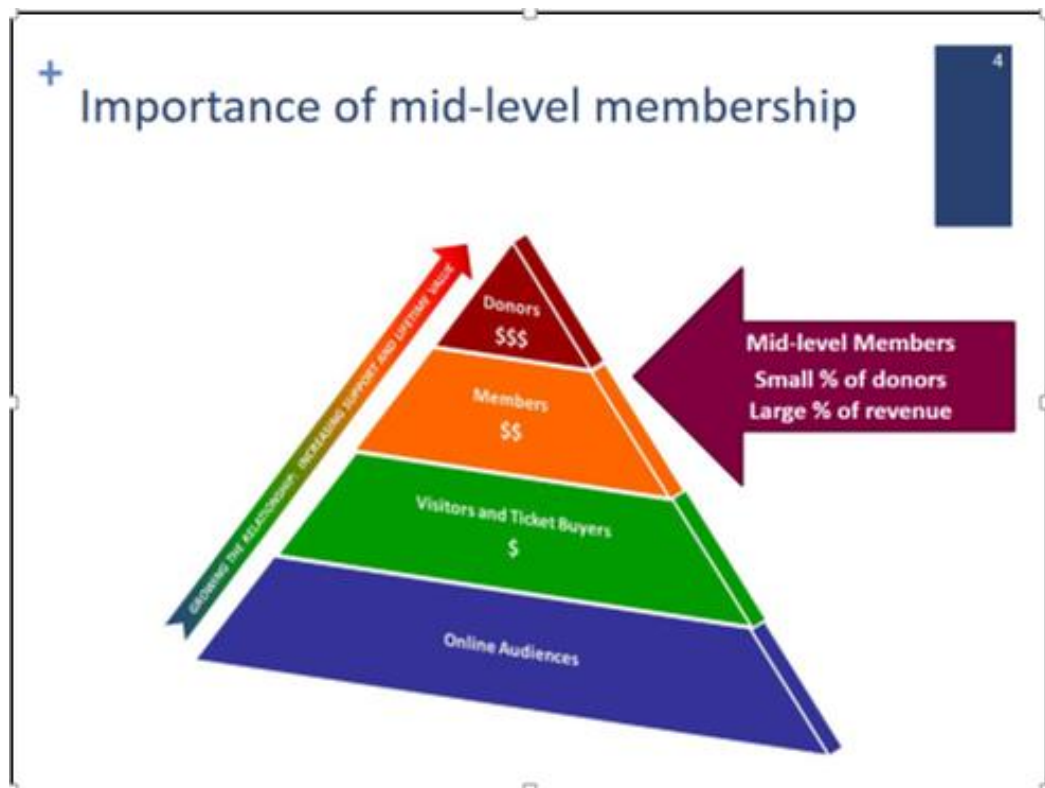 4
+
Importance of mid-level membership
GROWING THE RELATIONSHIP: INCREASING SUPPORT AND LIFETIME VALUE
Donors
$$$
Members
$$
Visitors and Ticket Buyers
$
Online Audiences
Mid-level Members
Small % of donors
Large % of revenue